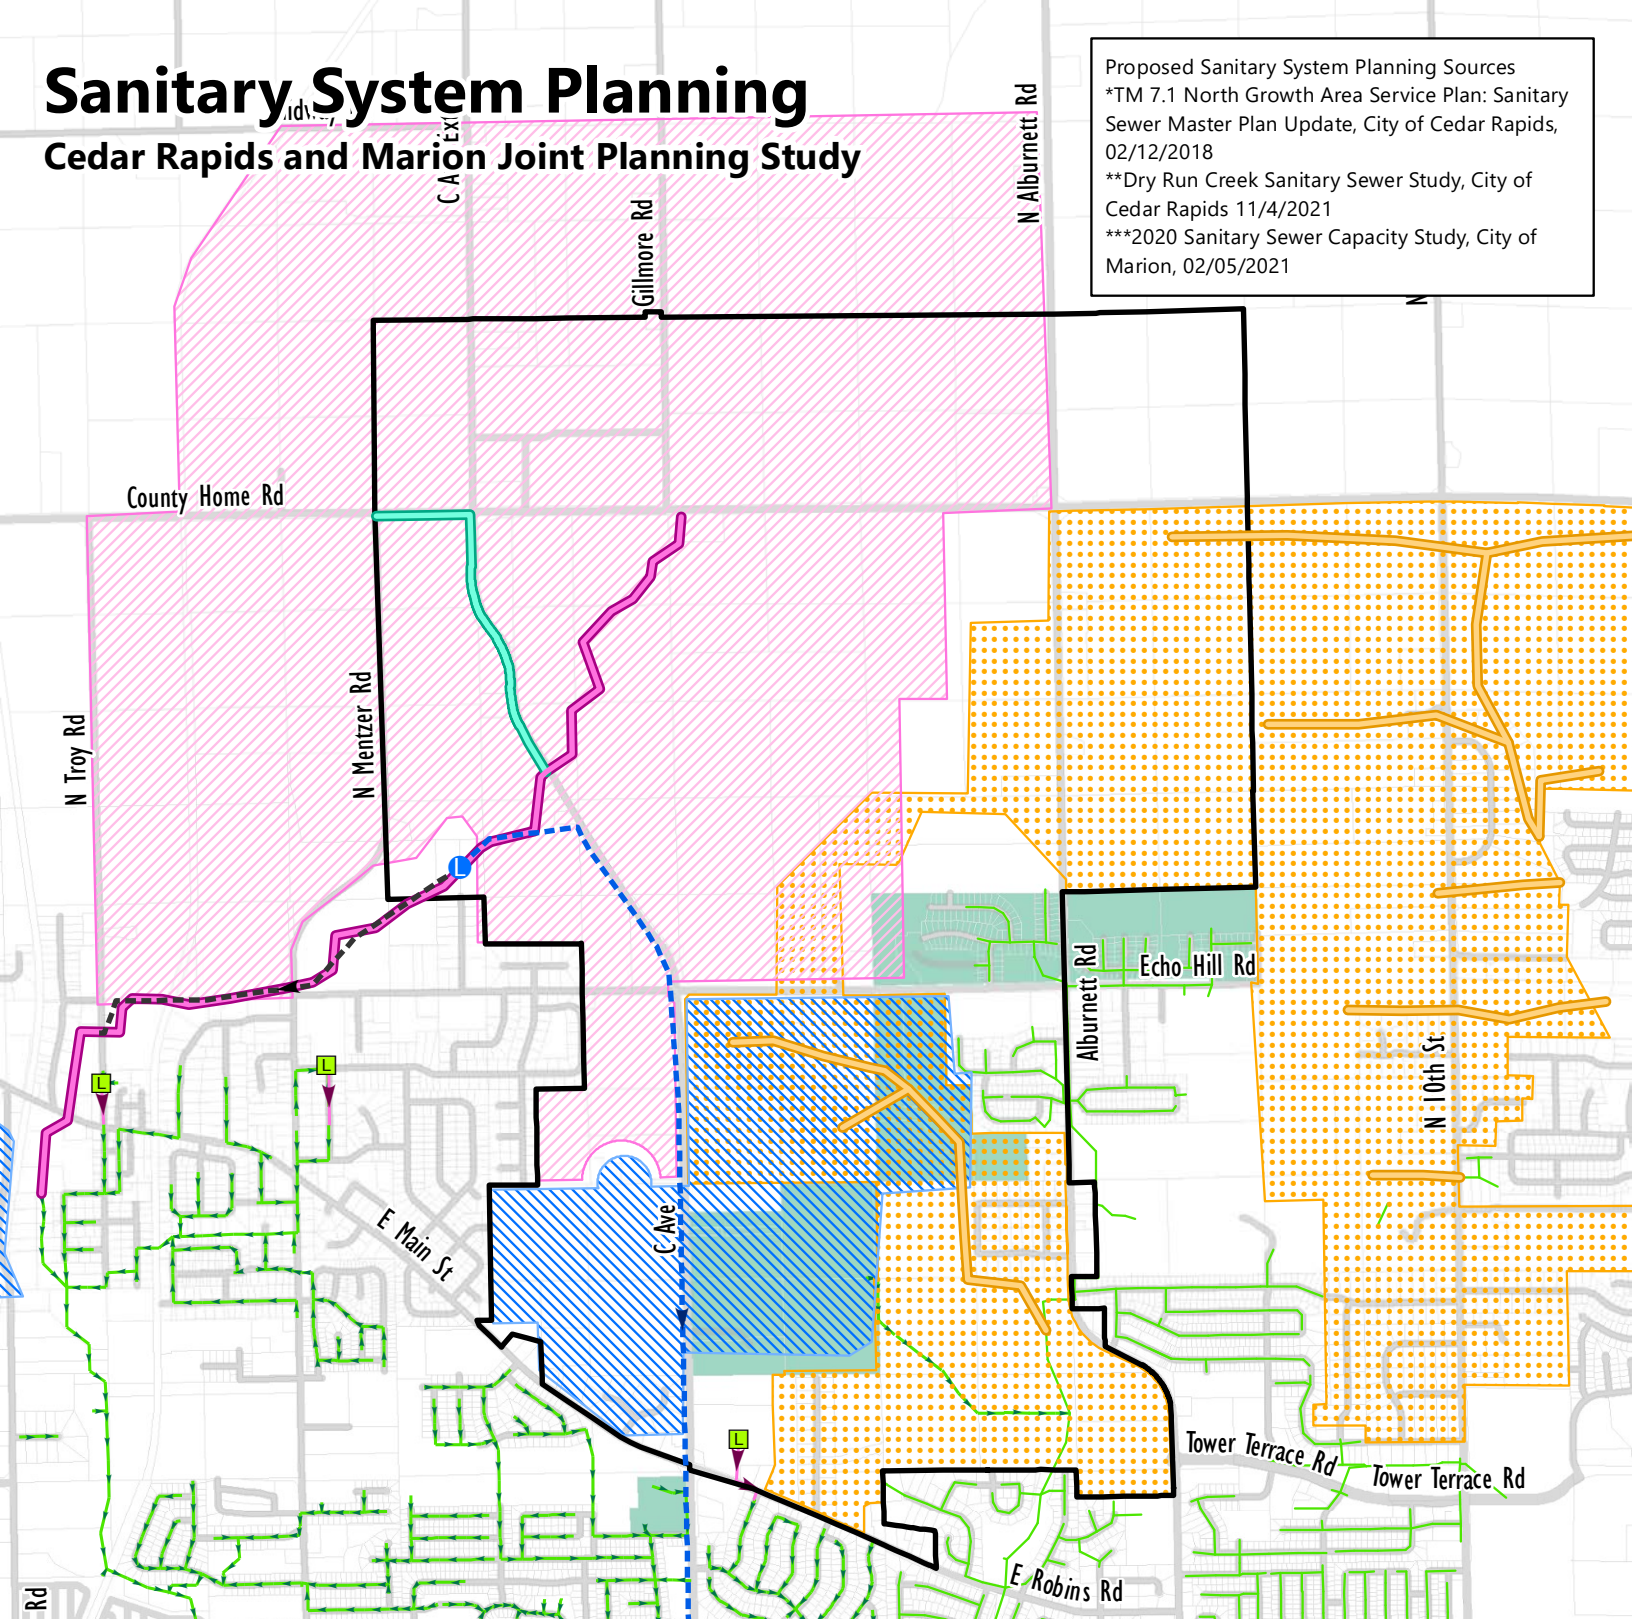 Sanitary System Planning
Cedar Rapids and Marion Joint Planning Study
Proposed Sanitary System Planning Sources
*TM 7.1 North Growth Area Service Plan: Sanitary
Sewer Master Plan Update, City of Cedar Rapids,
02/12/2018
**Dry Run Creek Sanitary Sewer Study, City of
Cedar Rapids 11/4/2021
***2020 Sanitary Sewer Capacity Study, City of
Marion, 02/05/2021
N Alburnett Rd
Gillmore Rd
N
County Home Rd
N Troy Rd
N Mentzer Rd
L
Alburnett Rd
Echo Hill Rd
N 10th St
L
L
C Ave
E Main St
L
Tower Terrace Rd
Tower Terrace Rd
E Robins Rd
Rd